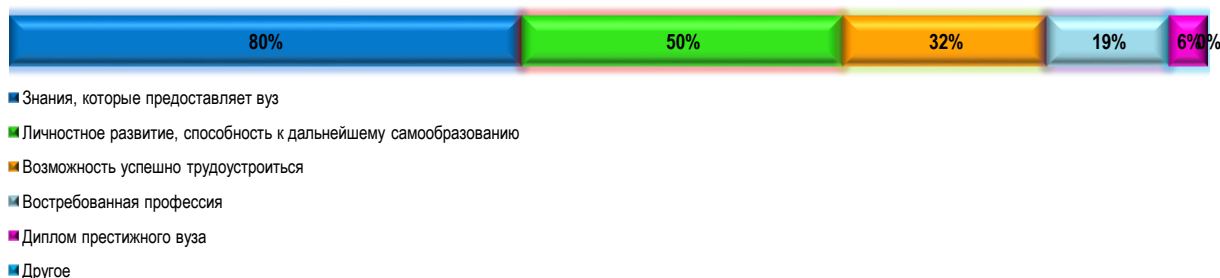 80% 50% 32% 19% 6% 0%
Знания, которые предоставляет вуз
Личностное развитие, способность к дальнейшему самообразованию
Возможность успешно трудоустроиться
Востребованная профессия
Диплом престижного вуза
Другое